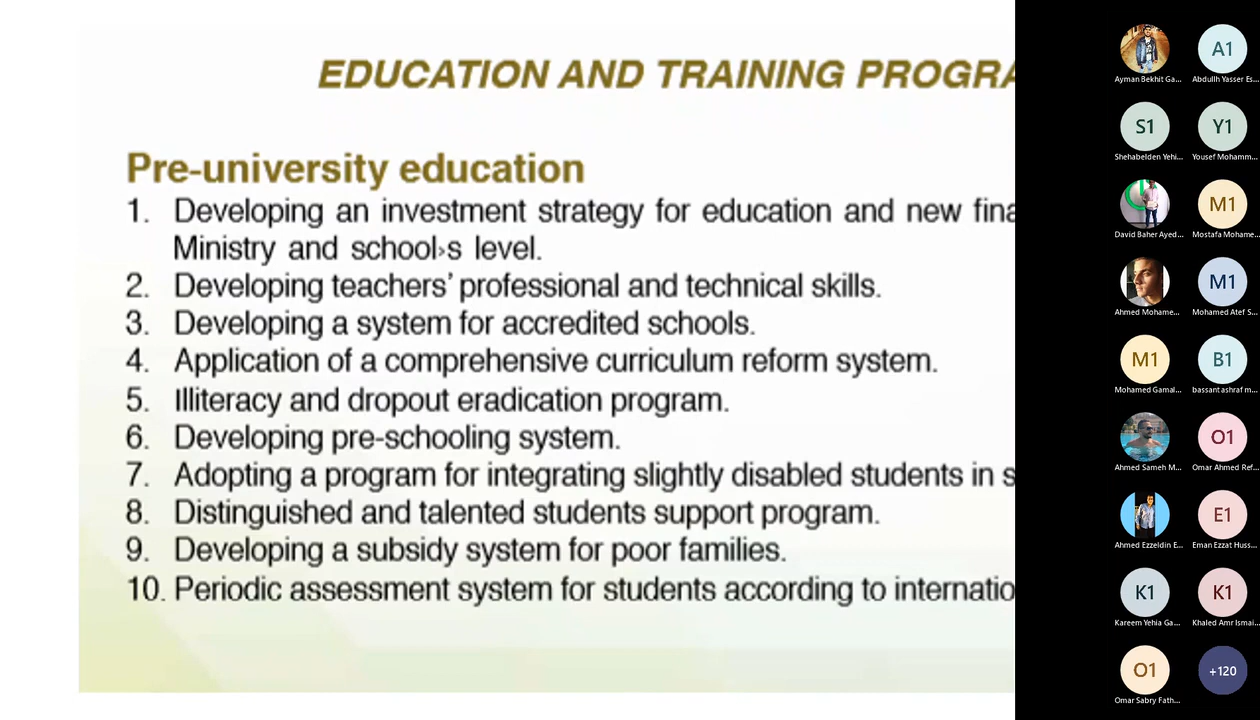 EDUCATION AND TRAINING PROGRA
Pre-university education
1. Developing an investment strategy for education and new fina
Ministry and school›s level.
2. Developing teachers’ professional and technical skills.
3. Developing a system for accredited schools.
4. Application of a comprehensive curriculum reform system.
5. Illiteracy and dropout eradication program.
6. Developing pre-schooling system.
7. Adopting a program for integrating slightly disabled students in s
8. Distinguished and talented students support program.
9. Developing a subsidy system for poor families.
10. Periodic assessment system for students according to internatio
A1
Ayman Bekhit Ga... Abdullh Yasser Es...
S1 Y1
Shehabelden Yehi... Yousef Mohamm...
M1
David Baher Ayed... Mostafa Mohame...
M1
Ahmed Mohame... Mohamed Atef S...
M1 B1
Mohamed Gamal... bassant ashraf m...
O1
Ahmed Sameh M... Omar Ahmed Ref...
E1
Ahmed Ezzeldin E... Eman Ezzat Huss...
K1 K1
Kareem Yehia Ga... Khaled Amr Ismai...
O1 +120
Omar Sabry Fath...